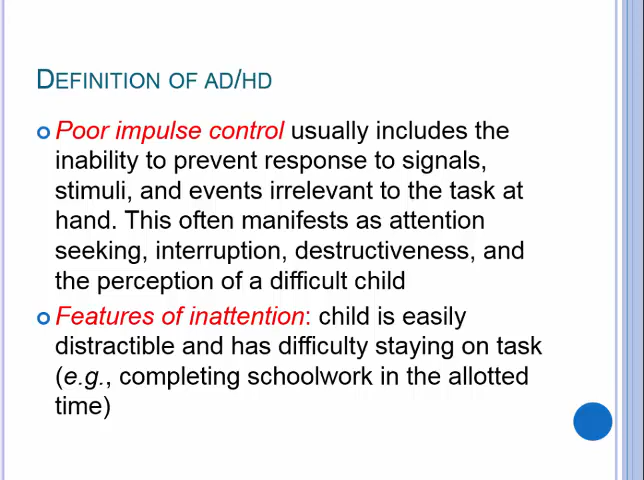 DEFINITION OF AD/HD
Poor impulse control usually includes the
inability to prevent response to signals,
stimuli, and events irrelevant to the task at
hand. This often manifests as attention
seeking, interruption, destructiveness, and
the perception of a difficult child
Features of inattention: child is easily
distractible and has difficulty staying on task
(e.g., completing schoolwork in the allotted
time)